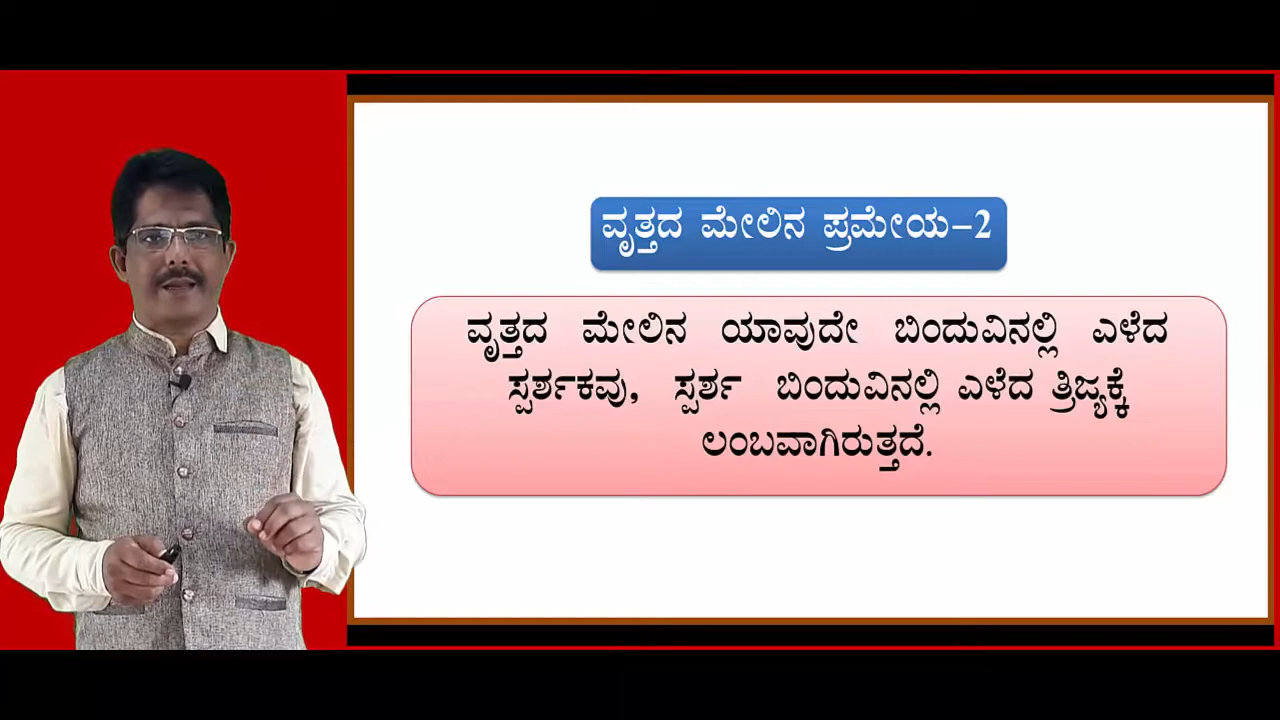 ವೃತ್ತದ ಮೇಲಿನ ಪ್ರಮೇಯ-2
ವೃತ್ತದ ಮೇಲಿನ ಯಾವುದೇ ಬಿಂದುವಿನಲ್ಲಿ ಎಳೆದ
ಸ್ಪರ್ಶಕವು, ಸ್ಪರ್ಶ ಬಿಂದುವಿನಲ್ಲಿ ಎಳೆದ ತ್ರಿಜ್ಯಕ್ಕೆ
ಲಂಬವಾಗಿರುತ್ತದೆ.